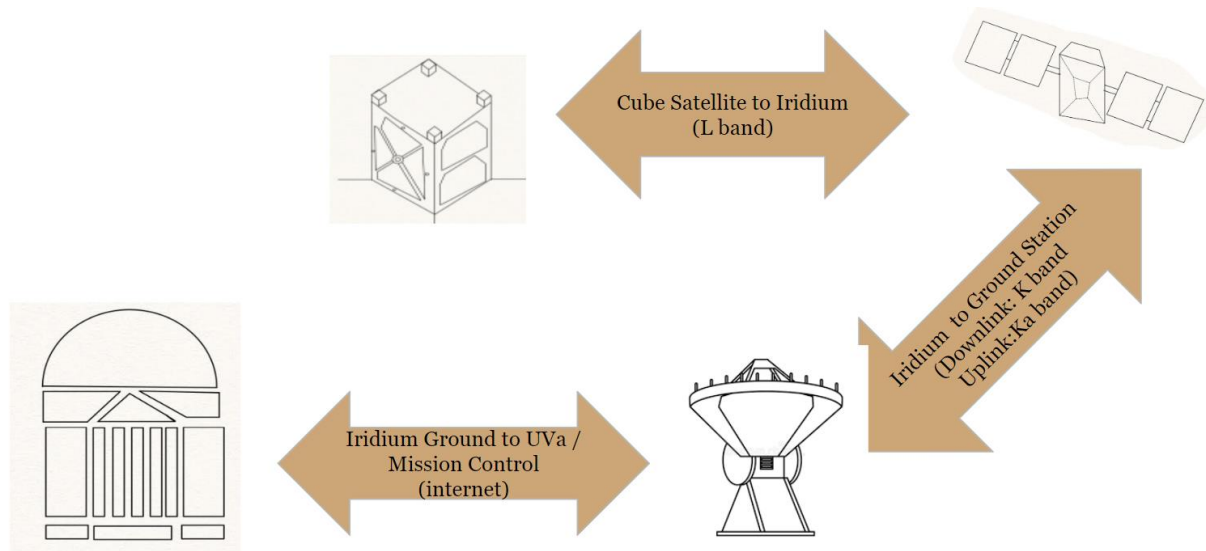 Cube Satellite to Iridium
(L band)
Iridium to Ground Station
(Downlink: K band
Uplink:Ka band)
Iridium Ground to UVa /
Mission Control
(internet)